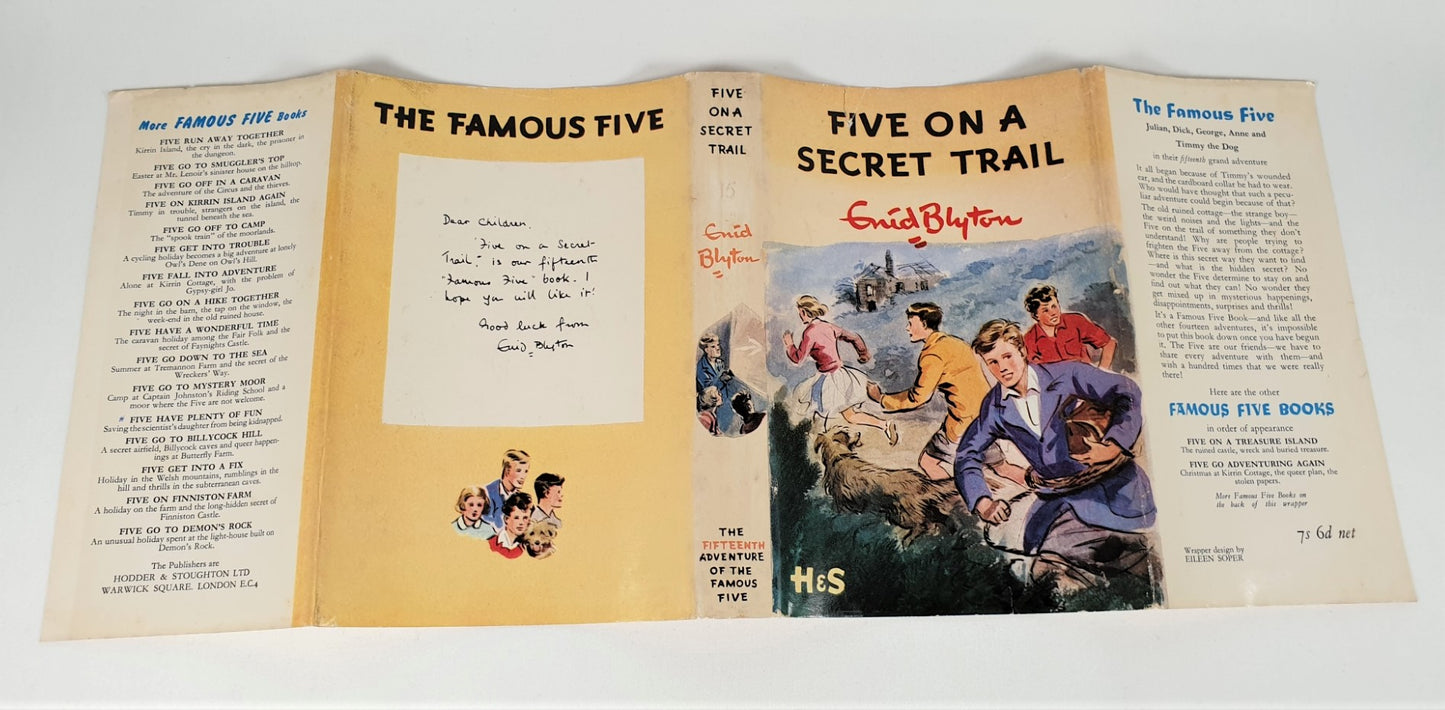 More FAMOUS FIVE Books
FIVE RUN AWAY TOGETHER
Kirrin Island, the cry in the dark, the prisoner in
the dungeon.
FIVE GO TO SMUGGLER'S TOP
Easter at Mr. Lenoir's sinister house on the hilltop.
FIVE GO OFF IN A CARAVAN
The adventure of the Circus and the thieves.
FIVE ON KIRRIN ISLAND AGAIN
Timmy in trouble, strangers on the island, the
tunnel beneath the sea.
FIVE GO OFF TO CAMP
The "spook train" of the moorlands.
FIVE GET INTO TROUBLE
A cycling holiday becomes a big adventure at lonely
Owl's Dene on Owl's Hill.
FIVE FALL INTO ADVENTURE
Alone at Kirrin Cottage, with the problem of
Gypsy-girl Jo.
FIVE GO ON A HIKE TOGETHER
The night in the barn, the tap on the window, the
week-end in the old ruined house.
FIVE HAVE A WONDERFUL TIME
The caravan holiday among the Fair Folk and the
secret of Faynights Castle.
FIVE GO DOWN TO THE SEA
Summer at Tremannon Farm and the secret of the
Wreckers' Way.
FIVE GO TO MYSTERY MOOR
Camp at Captain Johnston's Riding School and a
moor where the Five are not welcome.
* FIVE HAVE PLENTY OF FUN
Saving the scientist's daughter from being kidnapped.
FIVE GO TO BILLYCOCK HILL
A secret airfield, Billycock caves and queer happen-
ings at Butterfly Farm.
FIVE GET INTO A FIX
Holiday in the Welsh mountains, rumblings in the
hill and thrills in the subterranean caves.
FIVE ON FINNISTON FARM
A holiday on the farm and the long-hidden secret of
Finniston Castle.
FIVE GO TO DEMON'S ROCK
An unusual holiday spent at the light-house built on
Demon's Rock.
The Publishers are
HODDER & STOUGHTON LTD
WARWICK SQUARE. LONDON E.C4
THE FAMOUS FIVE
Dear Children,
"Five on a Secret
Trail" is our fifteenth
"Famous Five" book. I
hope you will like it!
Good luck from
Enid Blyton
FIVE
ON A
SECRET
TRAIL
15
Enid
Blyton
THE
FIFTEENTH
ADVENTURE
OF THE
FAMOUS
FIVE
FIVE ON A
SECRET TRAIL
Enid Blyton
H&S
The Famous Five
Julian, Dick, George, Anne and
Timmy the Dog
in their fifteenth grand adventure
It all began because of Timmy's wounded
ear, and the cardboard collar he had to wear.
Who would have thought that such a pecu-
liar adventure could begin because of that?
The old ruined cottage—the strange boy—
the weird noises and the lights—and the
Five on the trail of something they don't
understand! Why are people trying to
frighten the Five away from the cottage?
Where is this secret way they want to find
—and what is the hidden secret? No
wonder the Five determine to stay on and
find out what they can! No wonder they
get mixed up in mysterious happenings,
disappointments, surprises and thrills!
It's a Famous Five Book—and like all the
other fourteen adventures, it's impossible
to put this book down once you have begun
it. The Five are our friends—we have to
share every adventure with them—and
with a hundred times that we were really
there!
Here are the other
FAMOUS FIVE BOOKS
in order of appearance
FIVE ON A TREASURE ISLAND
The ruined castle, wreck and buried treasure.
FIVE GO ADVENTURING AGAIN
Christmas at Kirrin Cottage, the queer plan, the
stolen papers.
More Famous Five Books on
the back of this wrapper
7s 6d net
Wrapper design by
EILEEN SOPER